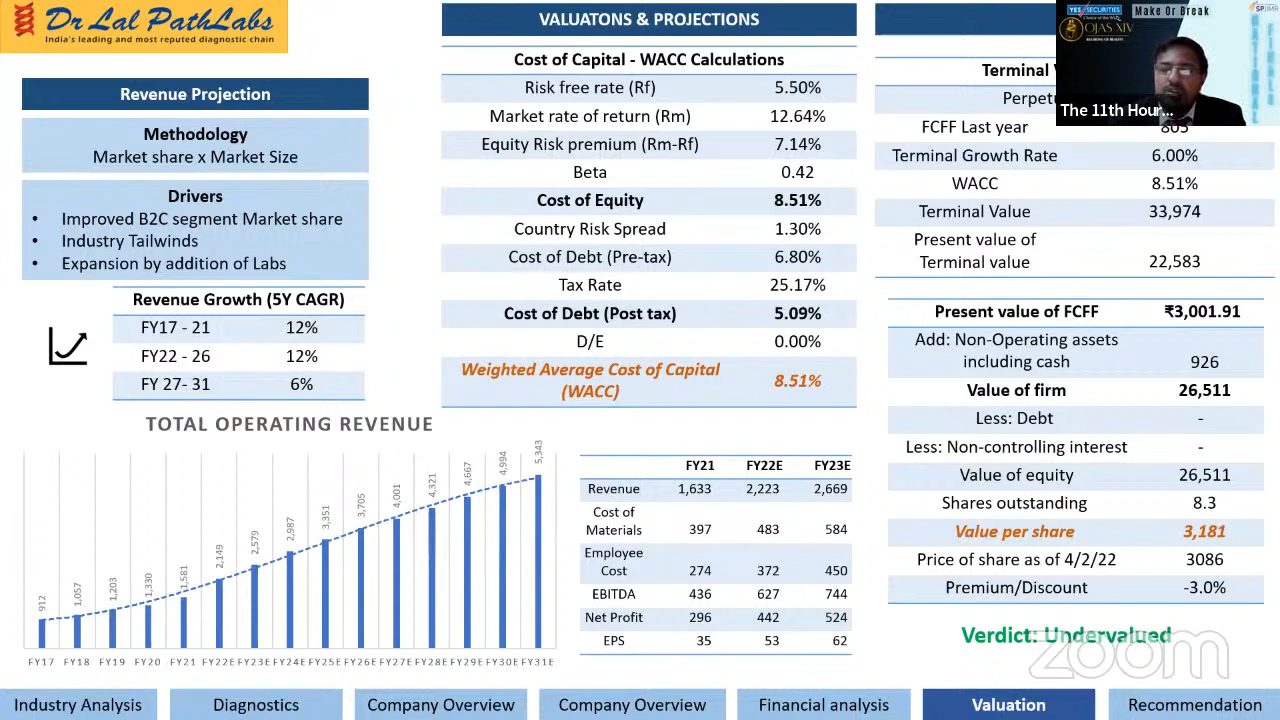 Dr Lal PathLabs
India's leading and most reputed diagnostic chain
Revenue Projection
Methodology
Market share x Market Size
Drivers
• Improved B2C segment Market share
• Industry Tailwinds
• Expansion by addition of Labs
Revenue Growth (5Y CAGR)
FY17 - 21 12%
FY22 - 26 12%
FY 27- 31 6%
VALUATONS & PROJECTIONS
Cost of Capital - WACC Calculations
Risk free rate (Rf) 5.50%
Market rate of return (Rm) 12.64%
Equity Risk premium (Rm-Rf) 7.14%
Beta 0.42
Cost of Equity 8.51%
Country Risk Spread 1.30%
Cost of Debt (Pre-tax) 6.80%
Tax Rate 25.17%
Cost of Debt (Post tax) 5.09%
D/E 0.00%
Weighted Average Cost of Capital
(WACC) 8.51%
YES SECURITIES
Make Or Break
OJAS XIV
The 11th Hour...
Terminal
FCFF Last year 805
Terminal Growth Rate 6.00%
WACC 8.51%
Terminal Value 33,974
Present value of
Terminal value 22,583
Present value of FCFF ₹3,001.91
Add: Non-Operating assets
including cash 926
Value of firm 26,511
Less: Debt -
Less: Non-controlling interest -
Value of equity 26,511
Shares outstanding 8.3
Value per share 3,181
Price of share as of 4/2/22 3086
Premium/Discount -3.0%
Verdict: Undervalued
zoom
TOTAL OPERATING REVENUE
912 1,057 1,203 1,330 1,581 2,149 2,579 2,987 3,351 3,705 4,001 4,321 4,667 4,994 5,343
FY17 FY18 FY19 FY20 FY21 FY22E FY23E FY24E FY25E FY26E FY27E FY28E FY29E FY30E FY31E
FY21 FY22E FY23E
Revenue 1,633 2,223 2,669
Cost of
Materials 397 483 584
Employee
Cost 274 372 450
EBITDA 436 627 744
Net Profit 296 442 524
EPS 35 53 62
Industry Analysis
Diagnostics
Company Overview
Company Overview
Financial analysis
Valuation
Recommendation